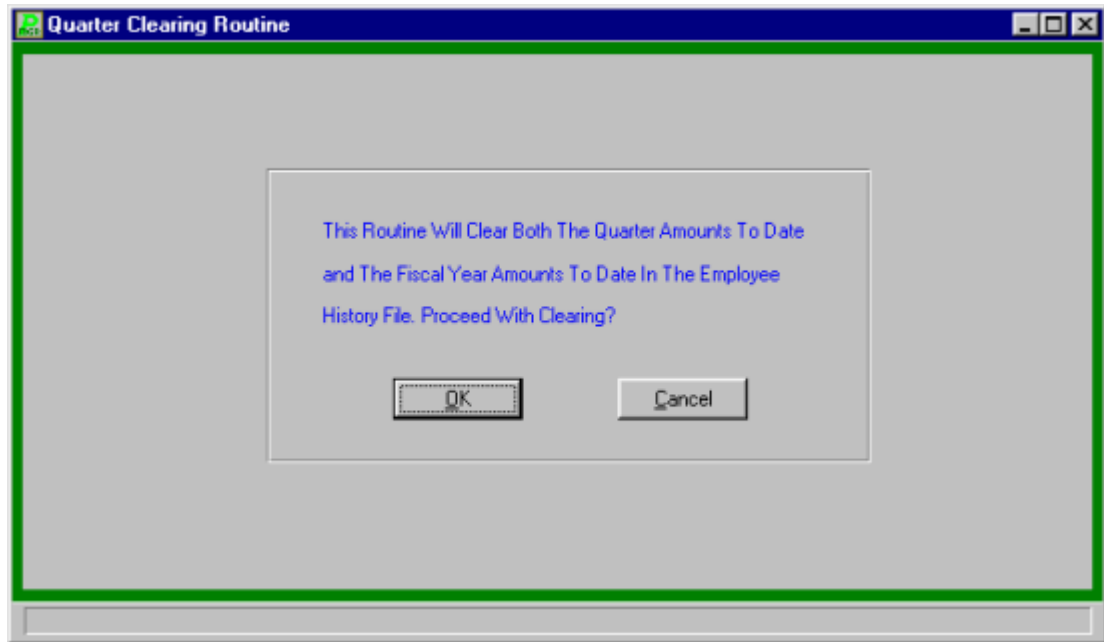 Quarter Clearing Routine
This Routine Will Clear Both The Quarter Amounts To Date
and The Fiscal Year Amounts To Date In The Employee
History File. Proceed With Clearing?
OK Cancel